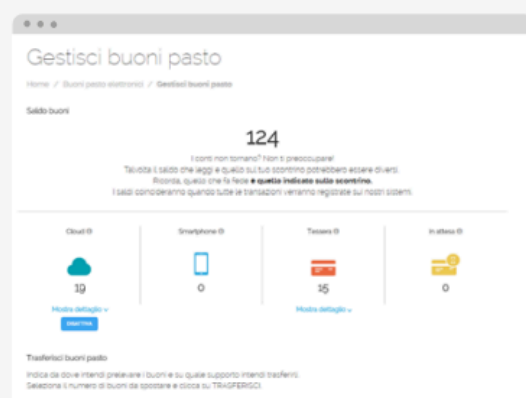 Gestisci buoni pasto
Home // Buoni pasto elettronici // Gestisci buoni pasto
Saldo buoni
124
I conti non tornano? Non ti preoccupare!
Talvolta il saldo che leggi e quello sul tuo scontrino potrebbero essere diversi.
Ricorda, quello che fa fede è quello indicato sullo scontrino.
I saldi coincideranno quando tutte le transazioni verranno registrate sui nostri sistemi.
Cloud Smartphone Tessera In attesa
19 0 15 0
Mostra dettaglio Mostra dettaglio
Trasferisci buoni pasto
Indica da dove intendi prelevare i buoni e su quale supporto intendi trasferirli.
Seleziona il numero di buoni da spostare e clicca su TRASFERISCI.